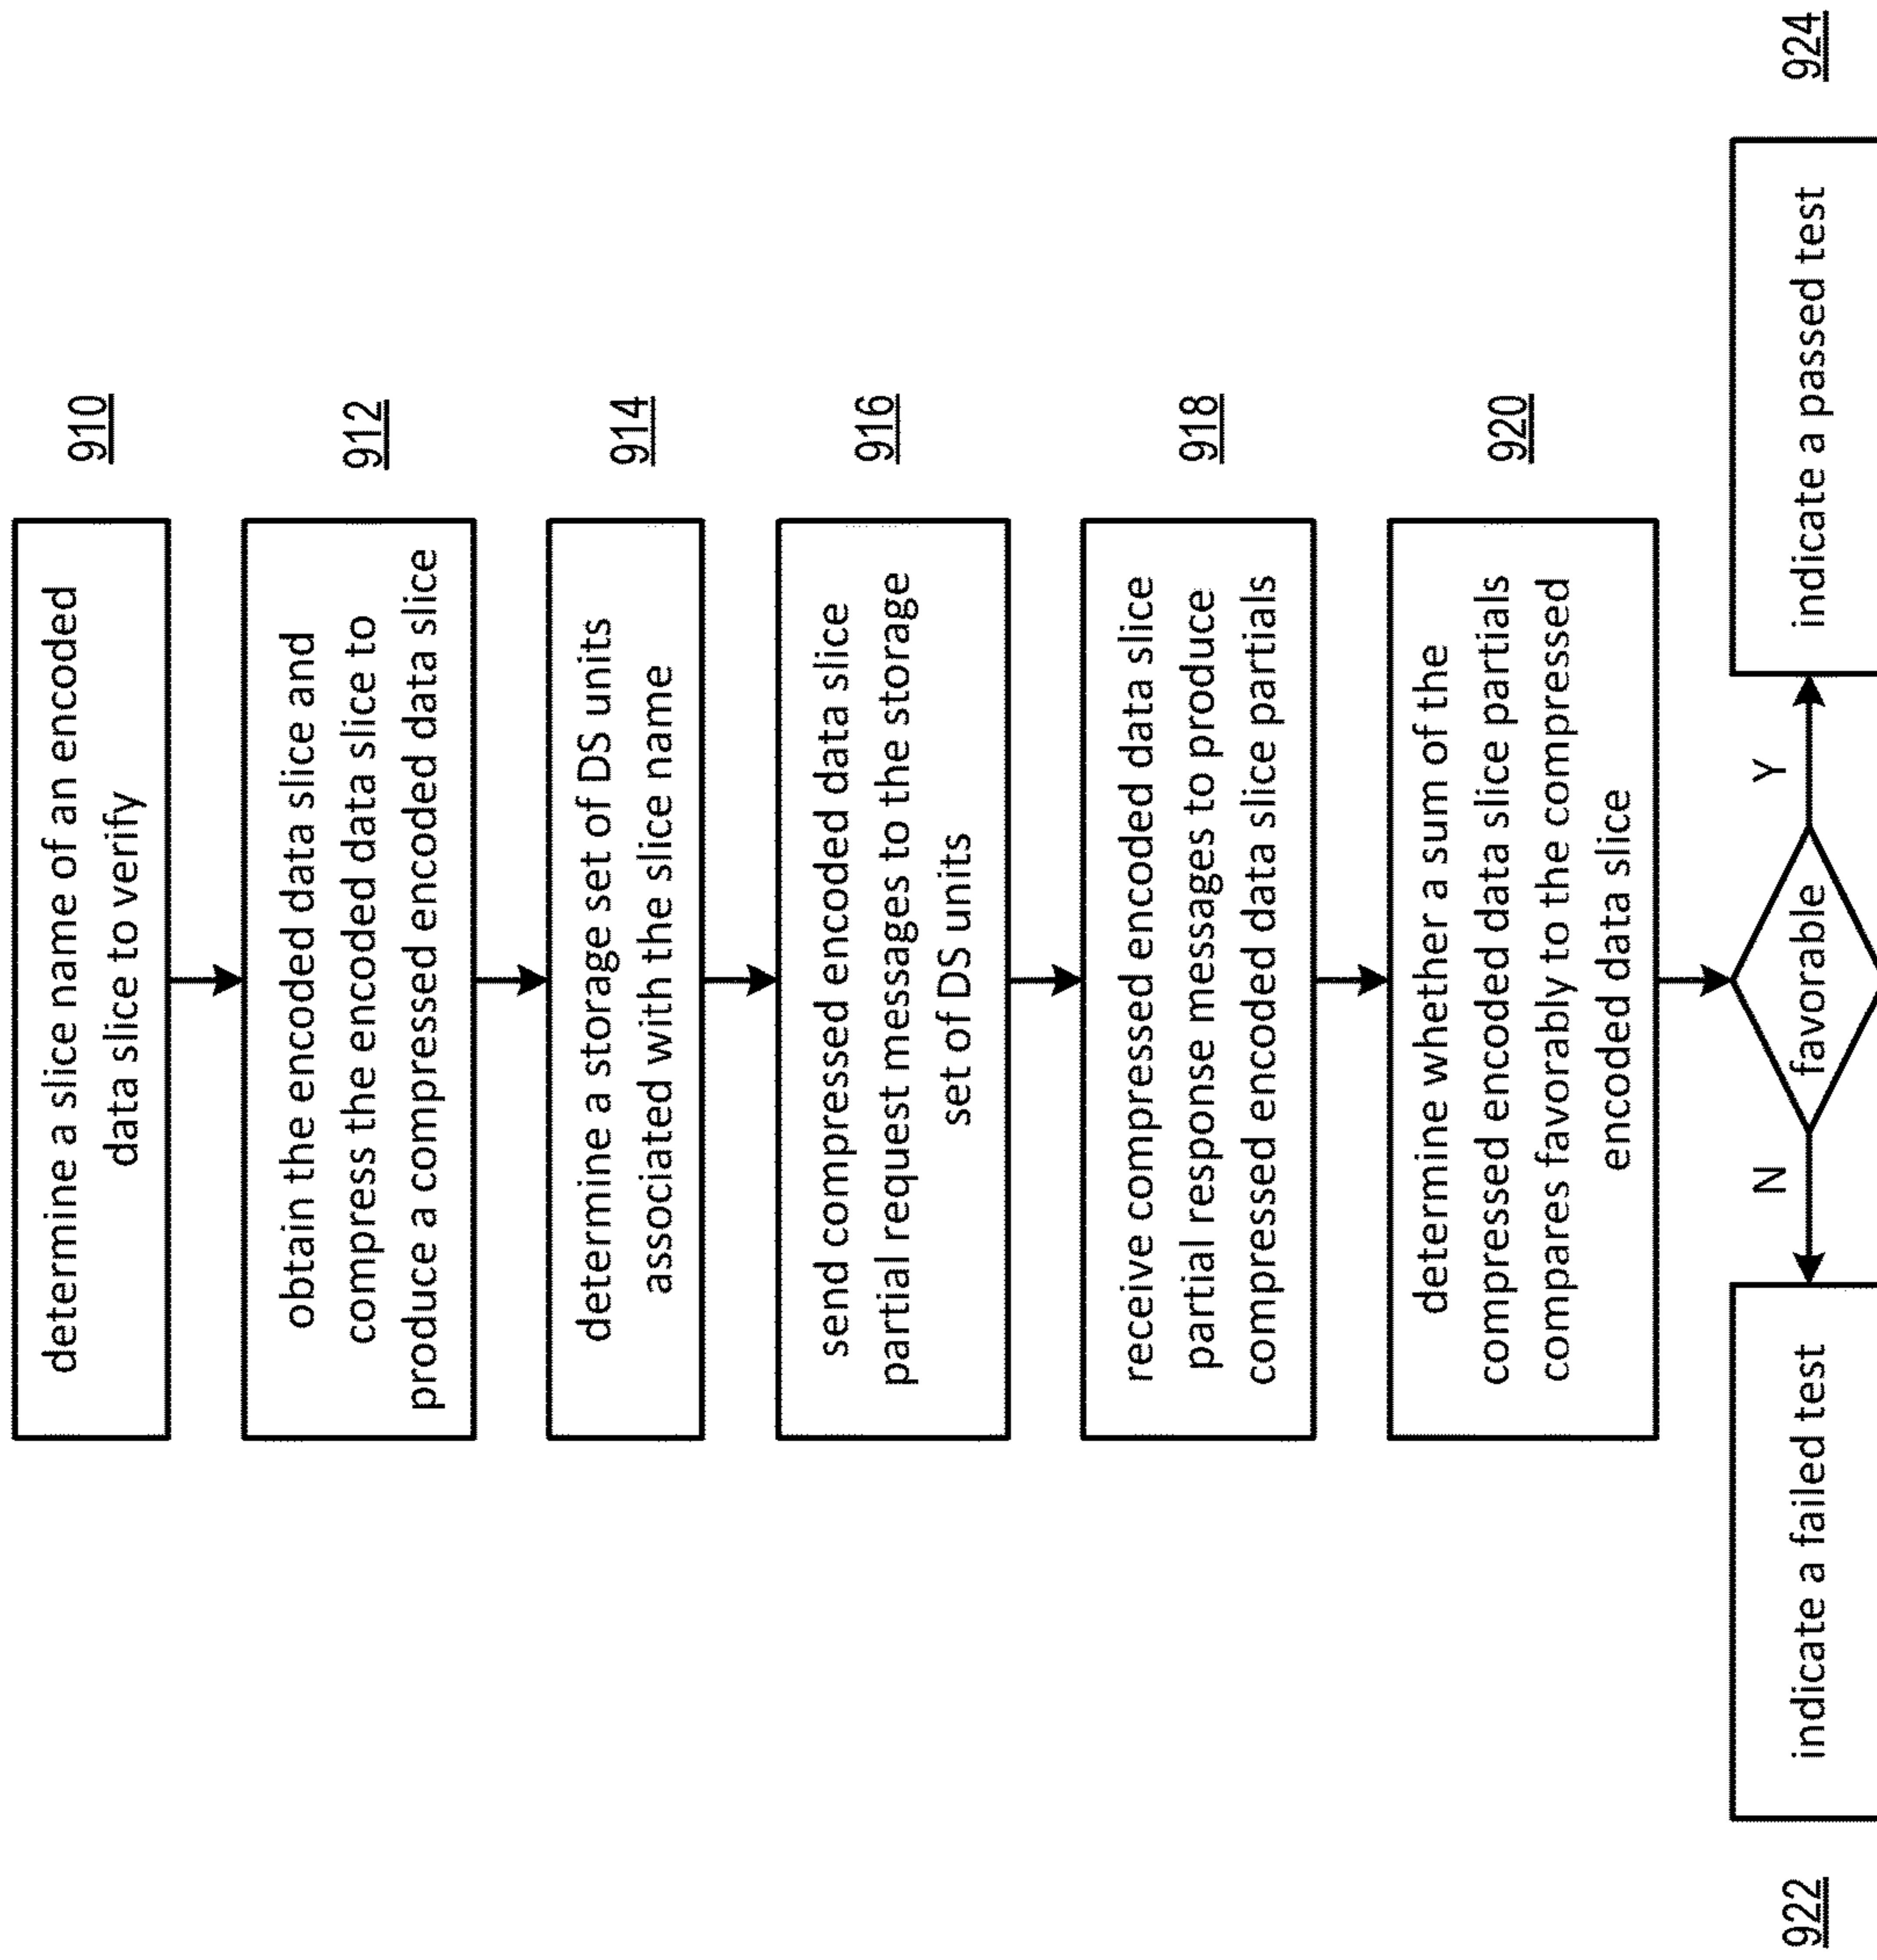 determine a slice name of an encoded
data slice to verify
910
obtain the encoded data slice and
compress the encoded data slice to
produce a compressed encoded data slice
912
determine a storage set of DS units
associated with the slice name
914
send compressed encoded data slice
partial request messages to the storage
set of DS units
916
receive compressed encoded data slice
partial response messages to produce
compressed encoded data slice partials
918
determine whether a sum of the
compressed encoded data slice partials
compares favorably to the compressed
encoded data slice
920
favorable
N
Y
922
indicate a failed test
indicate a passed test
924